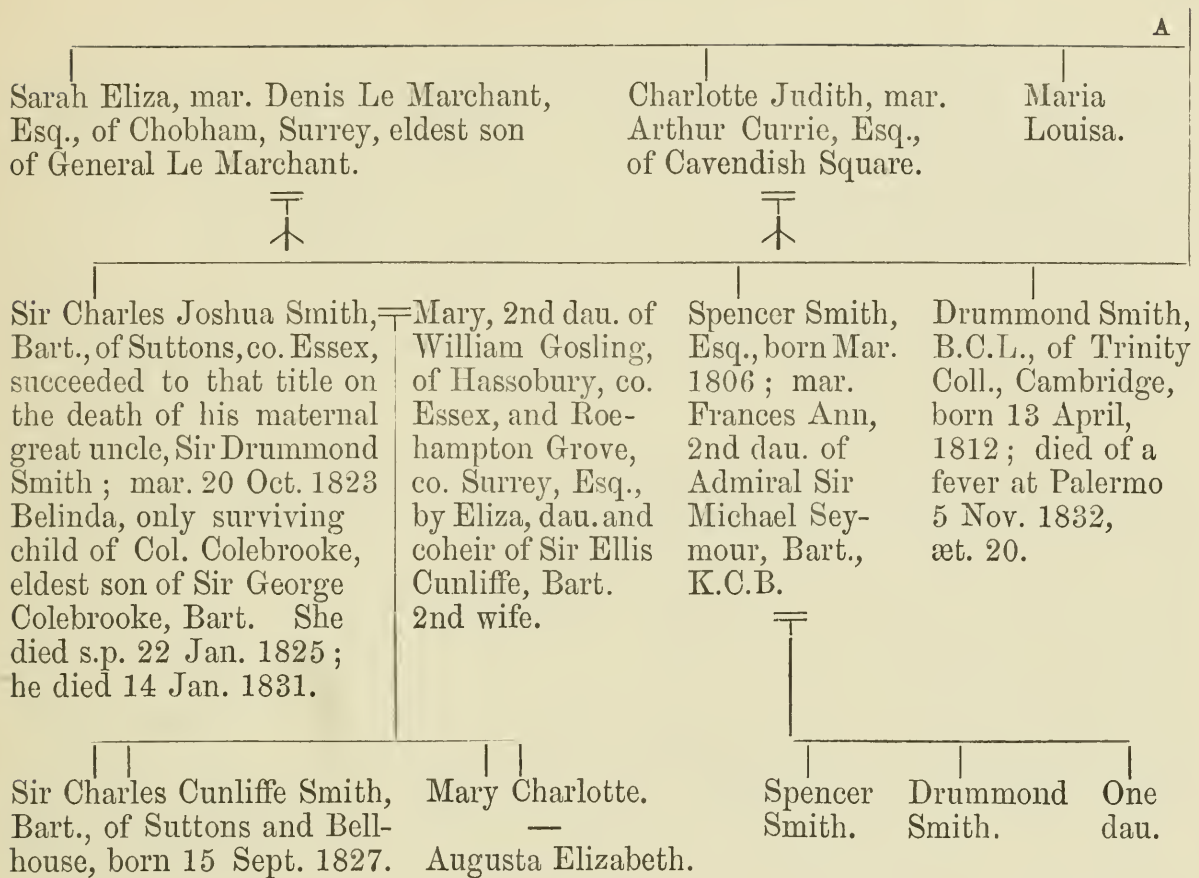 A
Sarah Eliza, mar. Denis Le Marchant,
Esq., of Chobham, Surrey, eldest son
of General Le Marchant.
Charlotte Judith, mar.
Arthur Currie, Esq.,
of Cavendish Square.
Maria
Louisa.
Sir Charles Joshua Smith,
Bart., of Suttons, co. Essex,
succeeded to that title on
the death of his maternal
great uncle, Sir Drummond
Smith ; mar. 20 Oct. 1823
Belinda, only surviving
child of Col. Colebrooke,
eldest son of Sir George
Colebrooke, Bart. She
died s.p. 22 Jan. 1825 ;
he died 14 Jan. 1831.
Mary, 2nd dau. of
William Gosling,
of Hassobury, co.
Essex, and Roe-
hampton Grove,
co. Surrey, Esq.,
by Eliza, dau. and
coheir of Sir Ellis
Cunliffe, Bart.
2nd wife.
Spencer Smith,
Esq., born Mar.
1806 ; mar.
Frances Ann,
2nd dau. of
Admiral Sir
Michael Sey-
mour, Bart.,
K.C.B.
Drummond Smith,
B.C.L., of Trinity
Coll., Cambridge,
born 13 April,
1812 ; died of a
fever at Palermo
5 Nov. 1832,
æt. 20.
Sir Charles Cunliffe Smith,
Bart., of Suttons and Bell-
house, born 15 Sept. 1827.
Mary Charlotte.
—
Augusta Elizabeth.
Spencer
Smith.
Drummond
Smith.
One
dau.